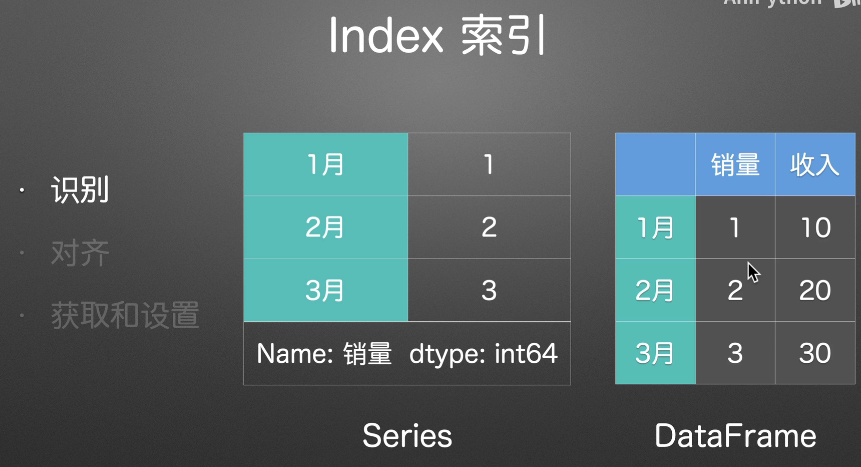 Index 索引
· 识别
· 对齐
· 获取和设置
1月 1
2月 2
3月 3
Name: 销量 dtype: int64
Series
销量 收入
1月 1 10
2月 2 20
3月 3 30
DataFrame